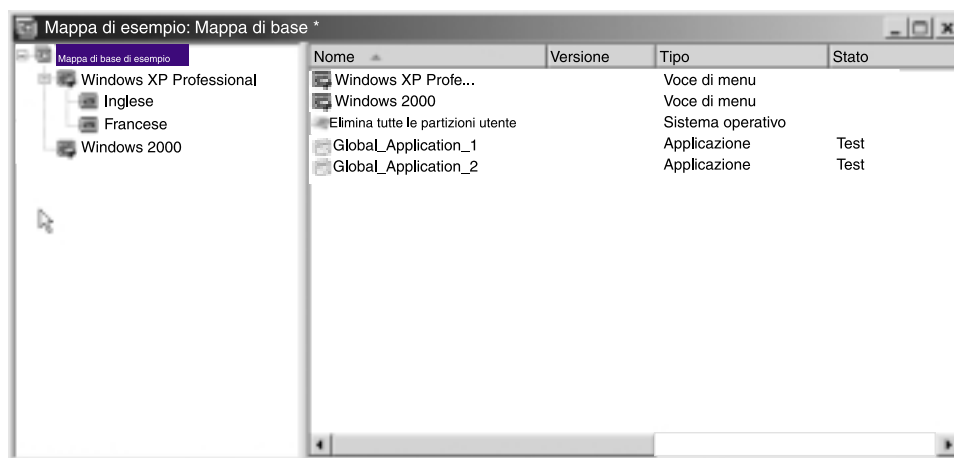 Mappa di esempio: Mappa di base *
Mappa di base di esempio
Windows XP Professional
Inglese
Francese
Windows 2000
Nome Versione Tipo Stato
Windows XP Profe... Voce di menu
Windows 2000 Voce di menu
Elimina tutte le partizioni utente Sistema operativo
Global_Application_1 Applicazione Test
Global_Application_2 Applicazione Test